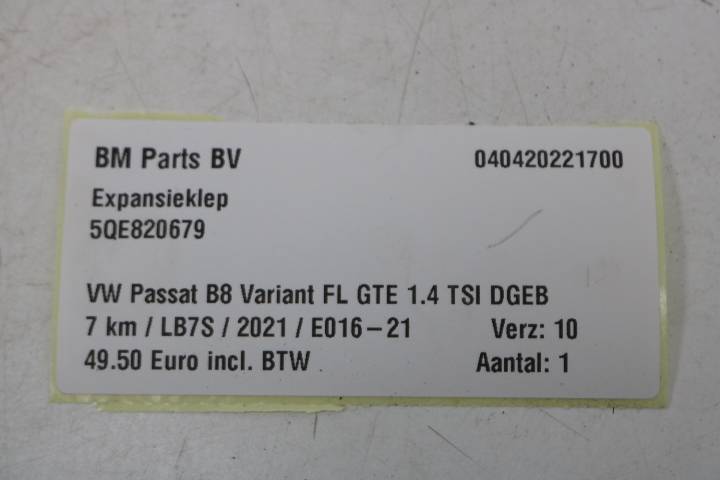 BM Parts BV 040420221700
Expansieklep
5QE820679
VW Passat B8 Variant FL GTE 1.4 TSI DGEB
7 km / LB7S / 2021 / E016-21 Verz: 10
49.50 Euro incl. BTW Aantal: 1